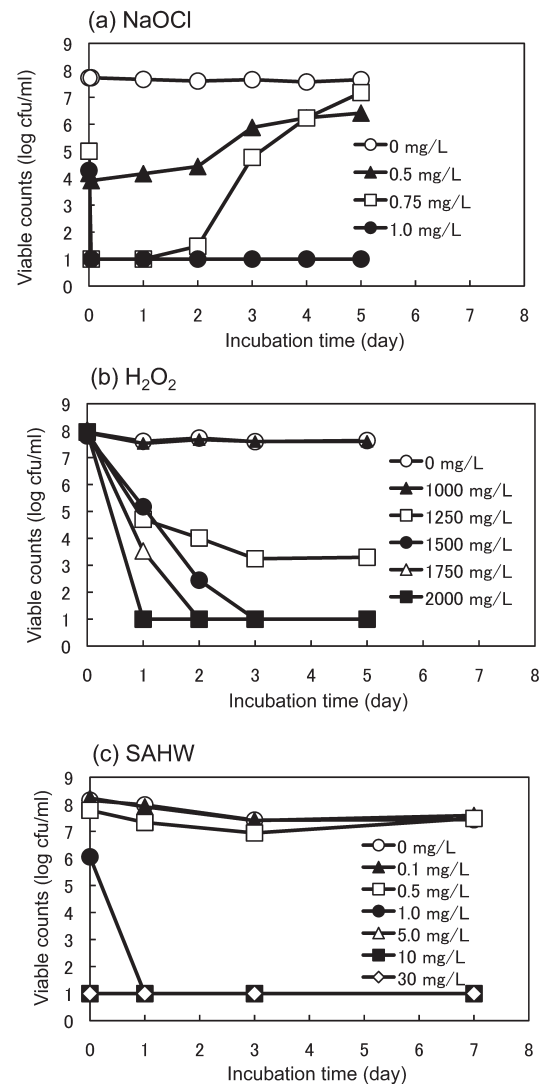 (a) NaOCl
Viable counts (log cfu/ml)
9
8
7
6
5
4
3
2
1
0
0 mg/L
0.5 mg/L
0.75 mg/L
1.0 mg/L
0 1 2 3 4 5 6 7 8
Incubation time (day)
(b) H₂O₂
Viable counts (log cfu/ml)
9
8
7
6
5
4
3
2
1
0
0 mg/L
1000 mg/L
1250 mg/L
1500 mg/L
1750 mg/L
2000 mg/L
0 1 2 3 4 5 6 7 8
Incubation time (day)
(c) SAHW
Viable counts (log cfu/ml)
9
8
7
6
5
4
3
2
1
0
0 mg/L
0.1 mg/L
0.5 mg/L
1.0 mg/L
5.0 mg/L
10 mg/L
30 mg/L
0 1 2 3 4 5 6 7 8
Incubation time (day)